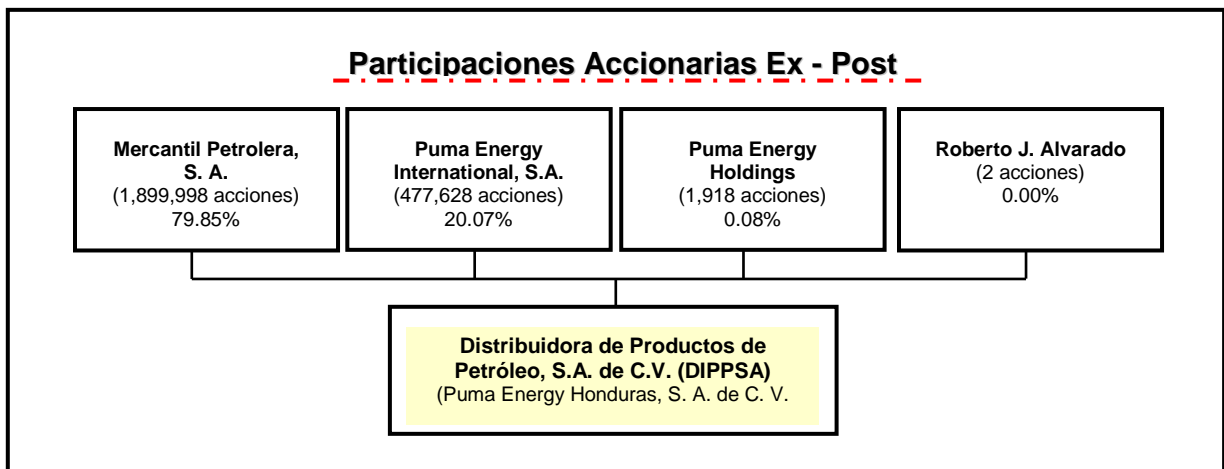 Participaciones Accionarias Ex - Post
Mercantil Petrolera,
S. A.
(1,899,998 acciones)
79.85%
Puma Energy
International, S.A.
(477,628 acciones)
20.07%
Puma Energy
Holdings
(1,918 acciones)
0.08%
Roberto J. Alvarado
(2 acciones)
0.00%
Distribuidora de Productos de
Petróleo, S.A. de C.V. (DIPPSA)
(Puma Energy Honduras, S. A. de C. V.